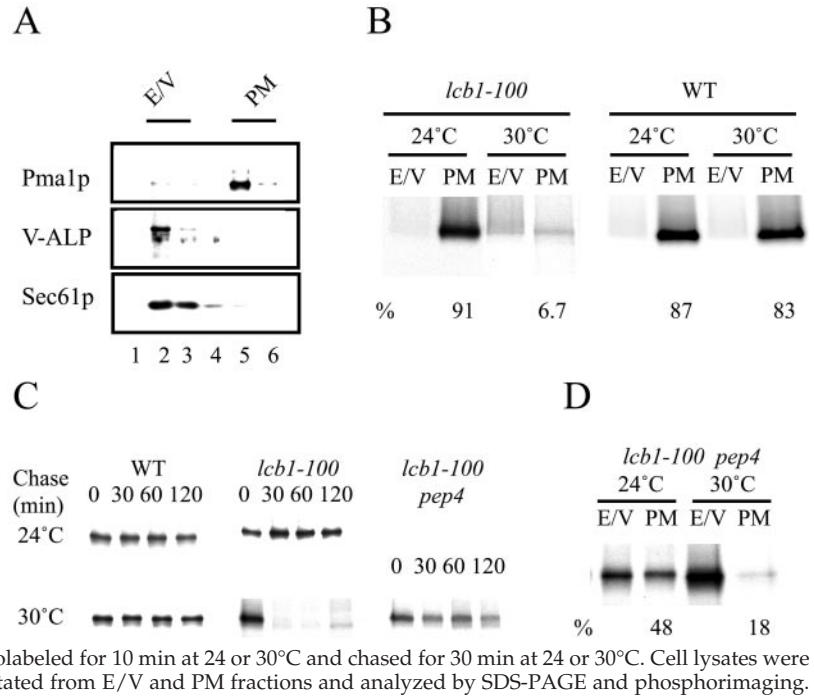 A
E/V PM
Pma1p
V-ALP
Sec61p
1 2 3 4 5 6
B
lcb1-100 WT
24˚C 30˚C 24˚C 30˚C
E/V PM E/V PM E/V PM E/V PM
% 91 6.7 87 83
C
Chase (min)
WT
0 30 60 120
lcb1-100
0 30 60 120
lcb1-100 pep4
24˚C
0 30 60 120
30˚C
D
lcb1-100 pep4
24˚C 30˚C
E/V PM E/V PM
% 48 18
olabeled for 10 min at 24 or 30°C and chased for 30 min at 24 or 30°C. Cell lysates were
tated from E/V and PM fractions and analyzed by SDS-PAGE and phosphorimaging.